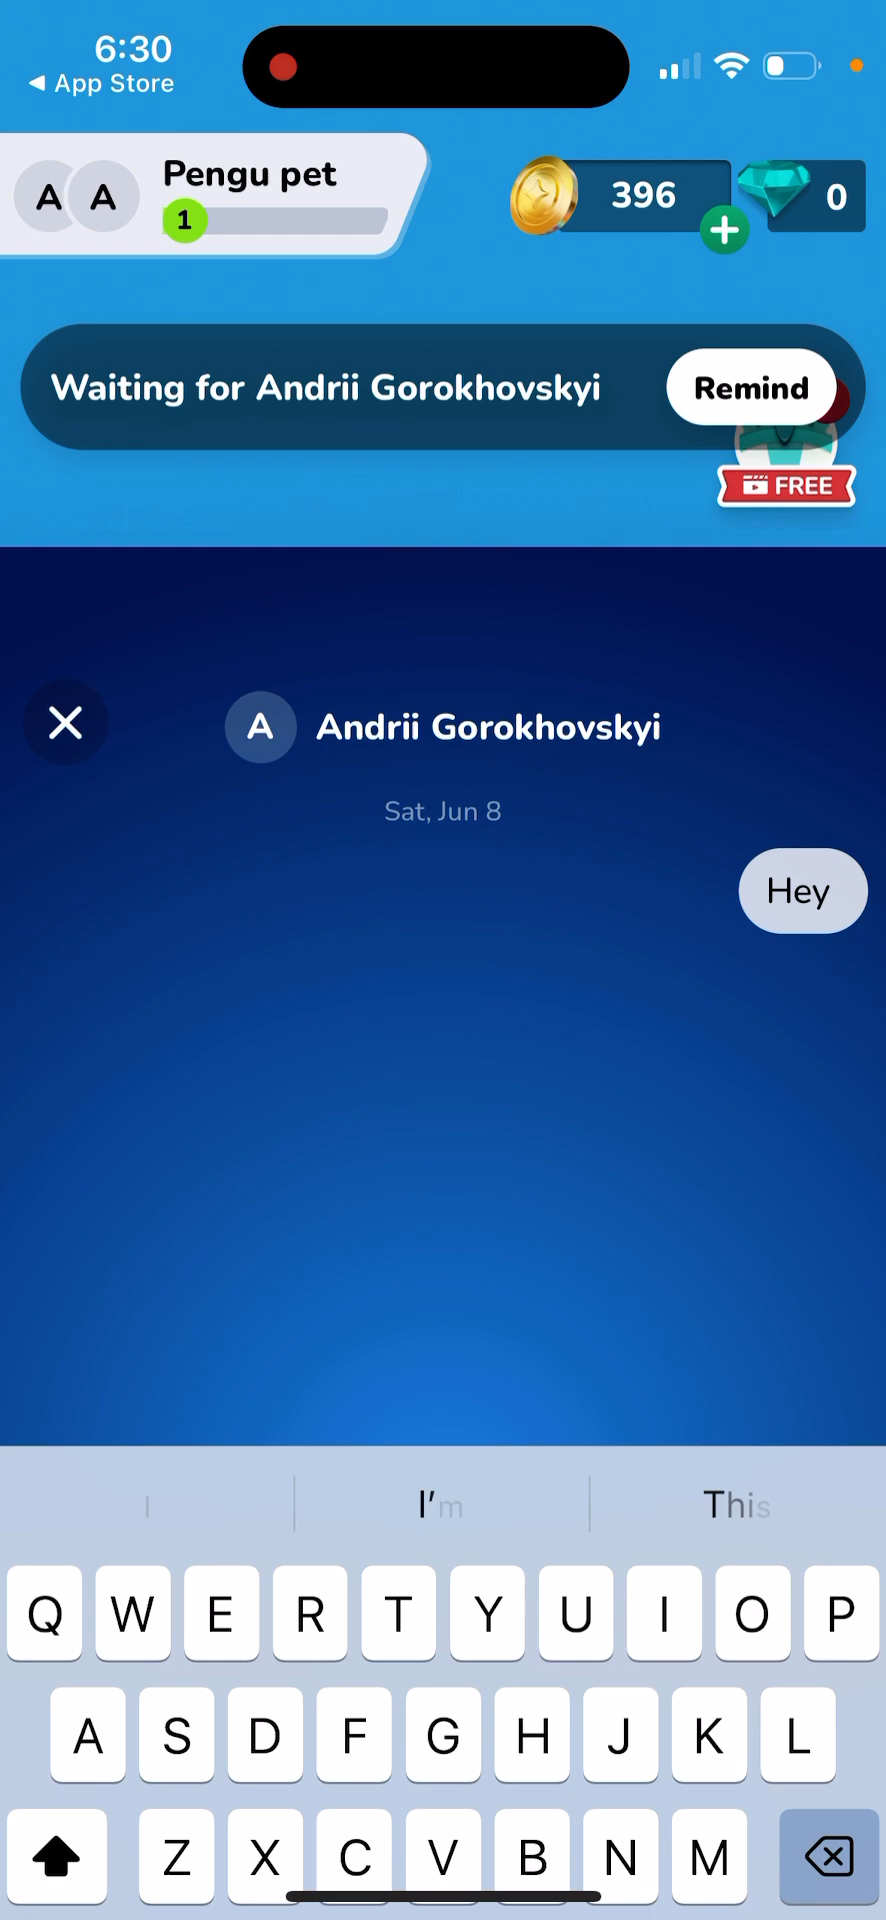 6:30
◀ App Store
A A Pengu pet
1
396
0
Waiting for Andrii Gorokhovskyi Remind
FREE
A Andrii Gorokhovskyi
Sat, Jun 8
Hey
I I'm This
Q W E R T Y U I O P
A S D F G H J K L
Z X C V B N M